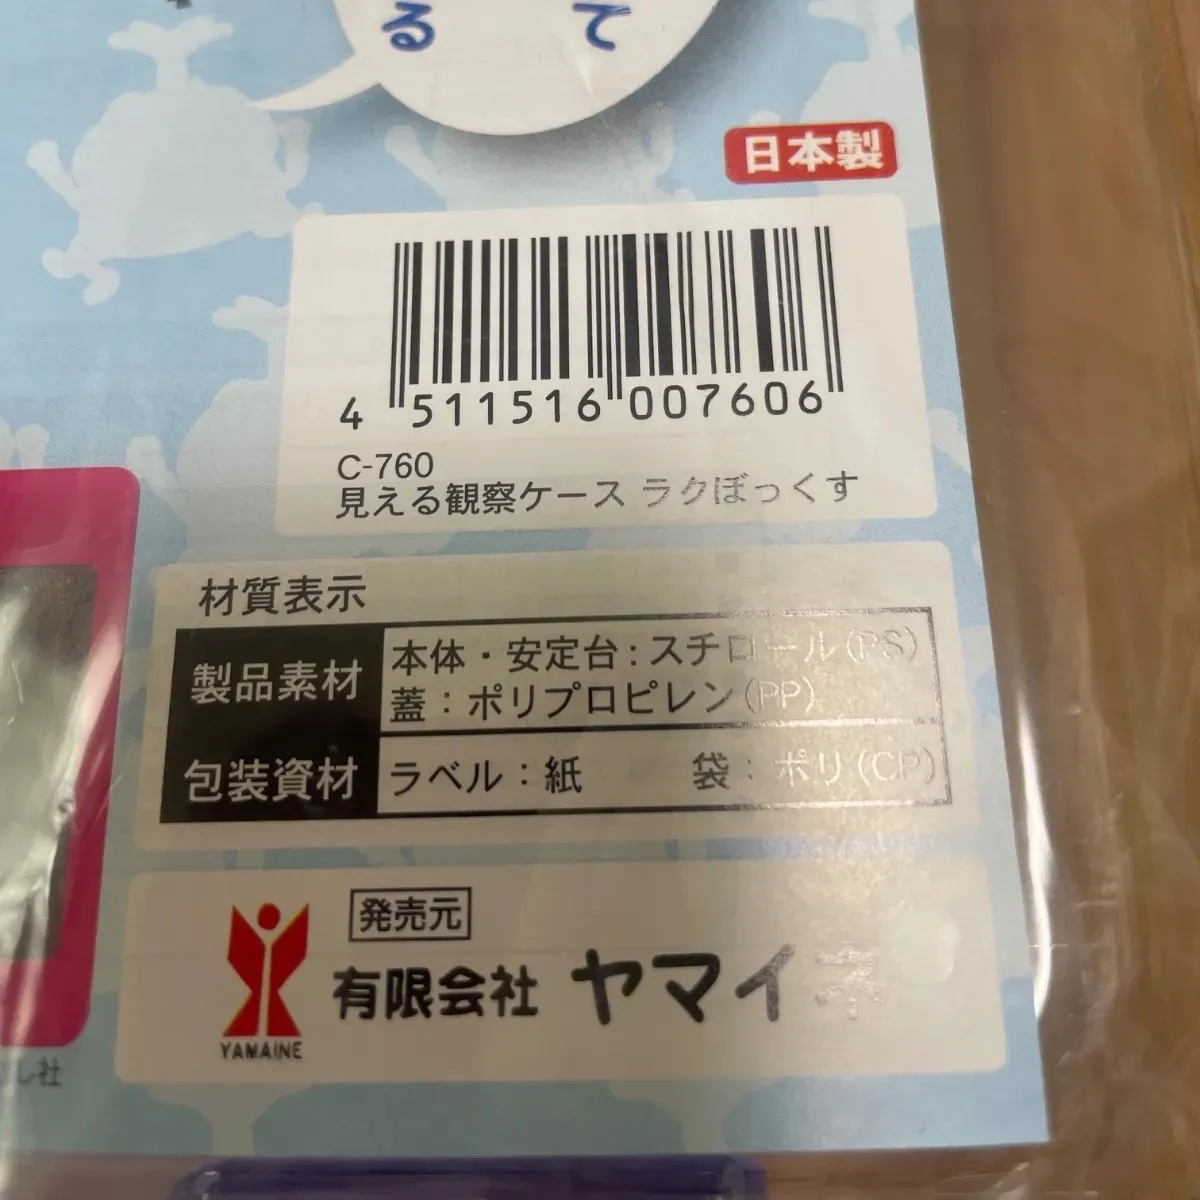 る で
日本製
4 511516 007606
C-760
見える観察ケース ラクぼっくす
材質表示
製品素材
本体・安定台：スチロール(PS)
蓋：ポリプロピレン(PP)
包装資材
ラベル：紙 袋：ポリ(CP)
発売元
有限会社 ヤマイネ
YAMAINE
し社